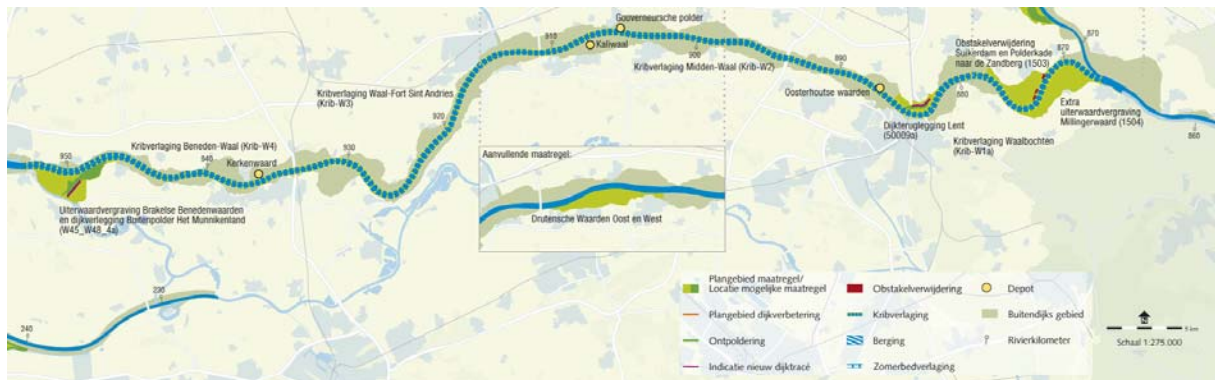 Gouverneursche polder
Kaliwaal
910
900
Kribverlaging Midden-Waal (Krib-W2)
890
Oosterhoutse waarden
Obstakelverwijdering
Suikerdam en Polderkade
naar de Zandberg (1503)
870
870
880
Extra
uiterwaardvergraving
Millingerwaard (1504)
860
Dijkteruglegging Lent
(50009a)
Kribverlaging Waalbochten
(Krib-W1a)
Kribverlaging Waal-Fort Sint Andries
(Krib-W3)
920
930
Kribverlaging Beneden-Waal (Krib-W4)
Kerkenwaard
950
Uiterwaardvergraving Brakelse Benedenwaarden
en dijkverlegging Buitenpolder Het Munnikenland
(W45_W48_4a)
Aanvullende maatregel:
Drutensche Waarden Oost en West
230
240
Plangebied maatregel/
Locatie mogelijke maatregel
Plangebied dijkverbetering
Ontpoldering
Indicatie nieuw dijktracé
Obstakelverwijdering
Kribverlaging
Berging
Zomerbedverlaging
Depot
Buitendijks gebied
Rivierkilometer
5 km
Schaal 1:275.000